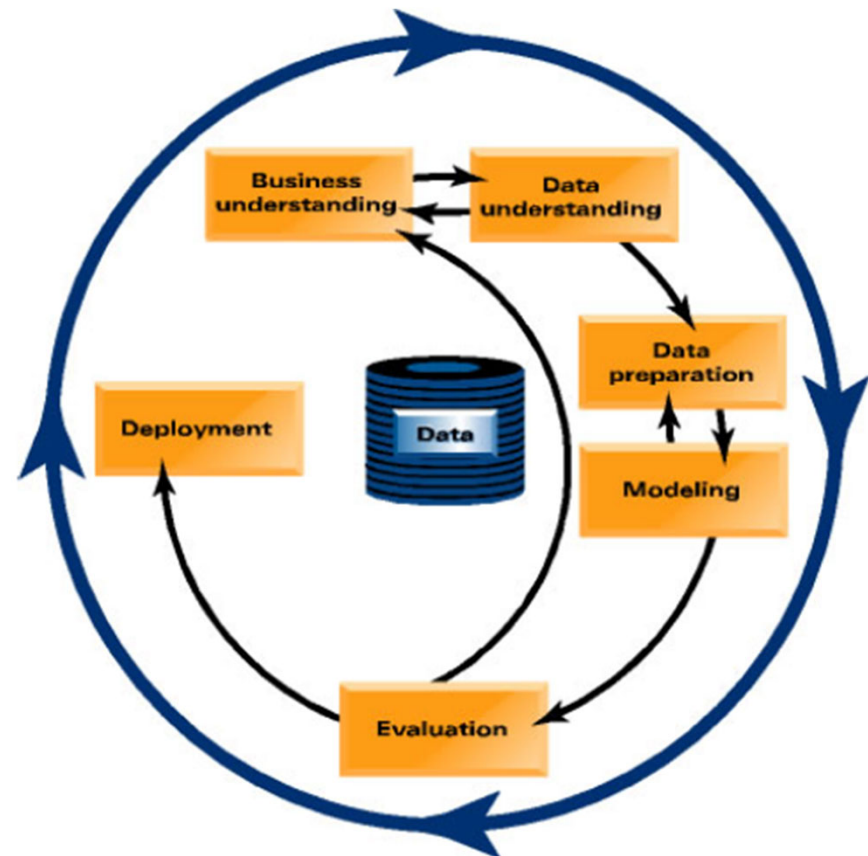 Business
understanding
Data
understanding
Data
preparation
Deployment
Data
Modeling
Evaluation